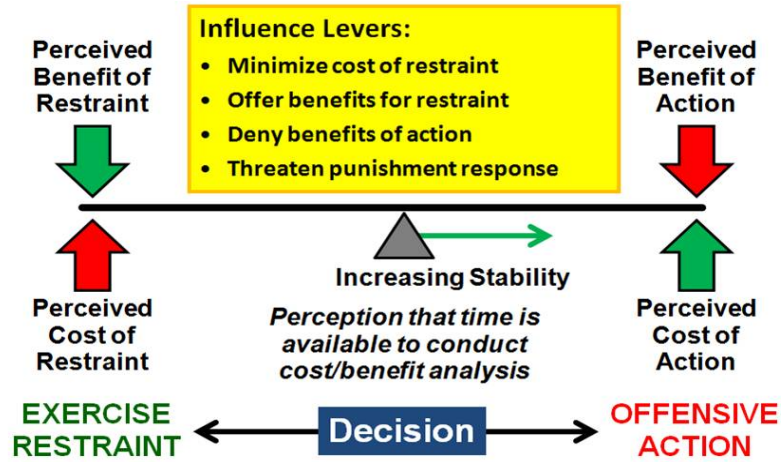 Perceived
Benefit of
Restraint
Influence Levers:
• Minimize cost of restraint
• Offer benefits for restraint
• Deny benefits of action
• Threaten punishment response
Perceived
Benefit of
Action
Perceived
Cost of
Restraint
Increasing Stability
Perception that time is
available to conduct
cost/benefit analysis
Perceived
Cost of
Action
EXERCISE
RESTRAINT
Decision
OFFENSIVE
ACTION